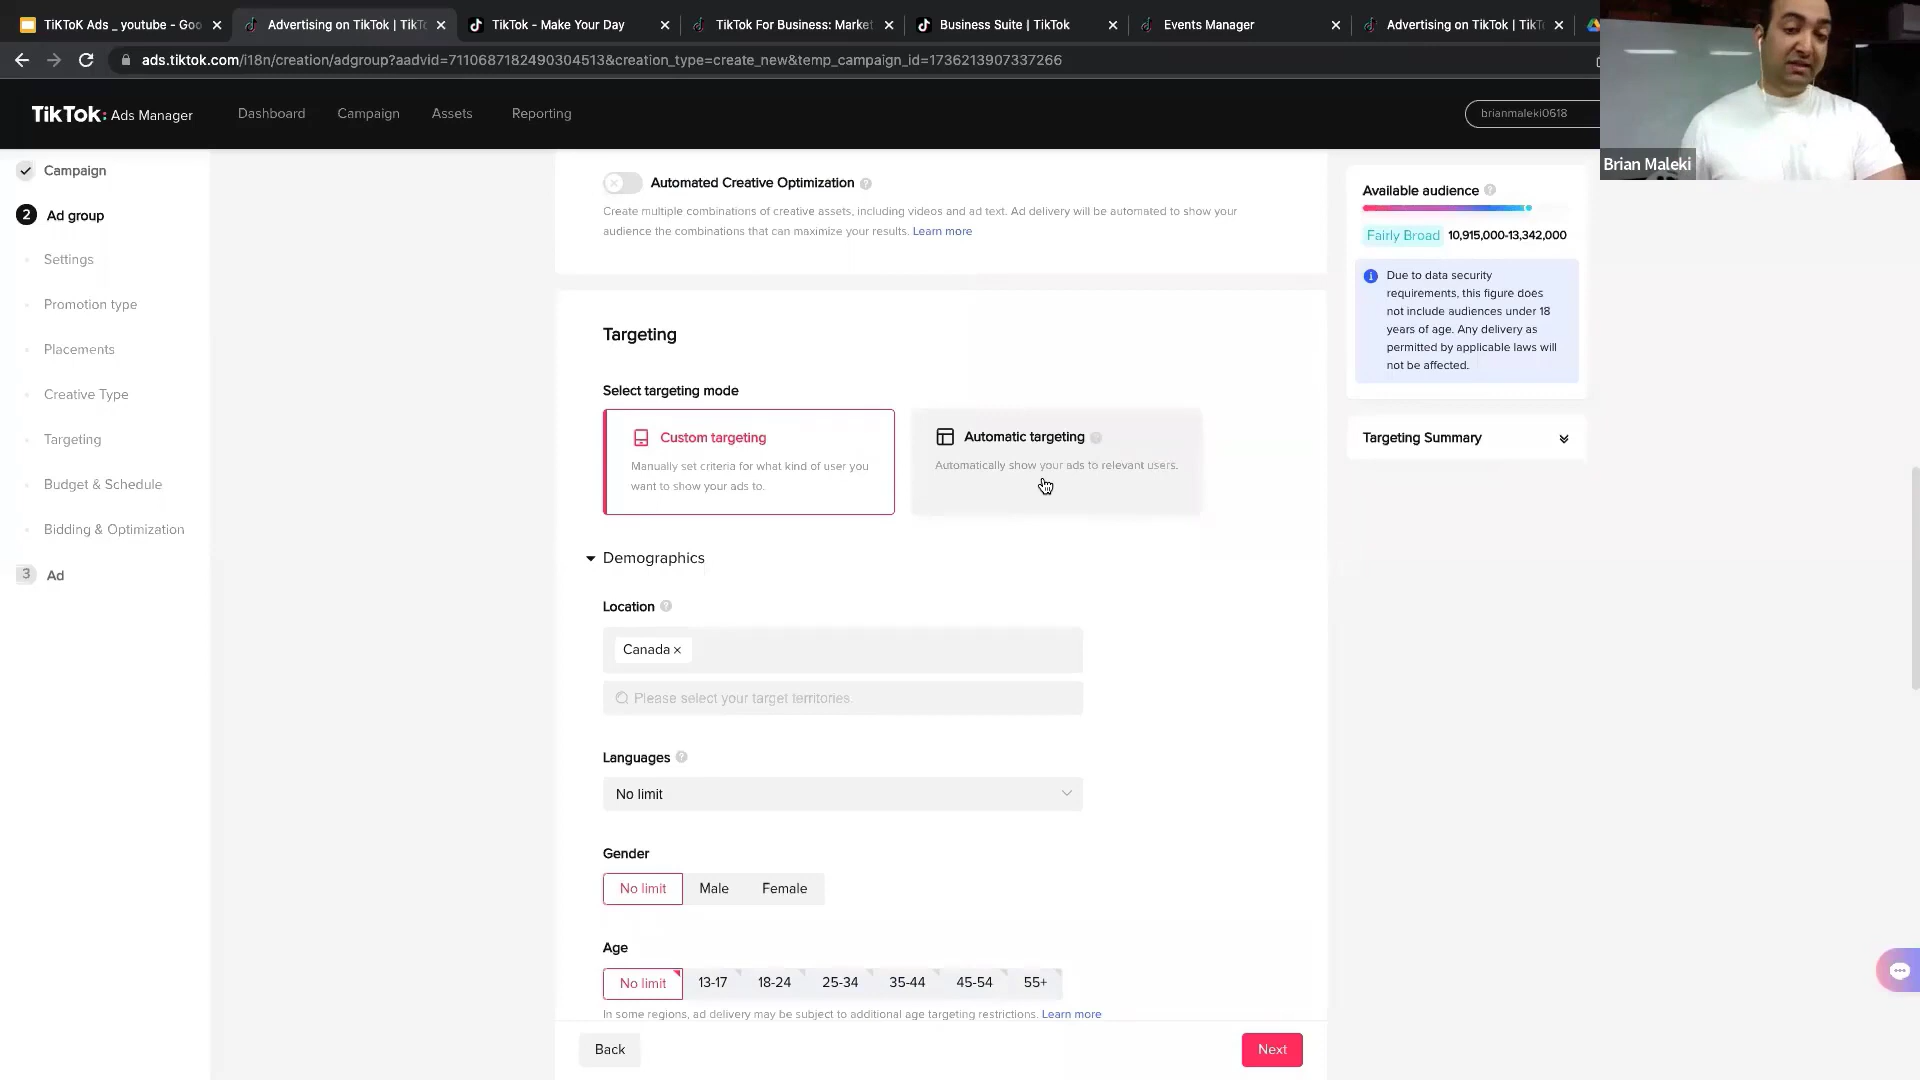 TiKToK Ads _ youtube - Goo
Advertising on TikTok | TikT
TikTok - Make Your Day
TikTok For Business: Market
Business Suite | TikTok
Events Manager
Advertising on TikTok | TikT
ads.tiktok.com/i18n/creation/adgroup?aadvid=7110687182490304513&creation_type=create_new&temp_campaign_id=1736213907337266
TikTok: Ads Manager
Dashboard
Campaign
Assets
Reporting
brianmaleki0618
Brian Maleki
Campaign
2 Ad group
Settings
Promotion type
Placements
Creative Type
Targeting
Budget & Schedule
Bidding & Optimization
3 Ad
Automated Creative Optimization
Create multiple combinations of creative assets, including videos and ad text. Ad delivery will be automated to show your
audience the combinations that can maximize your results. Learn more
Targeting
Select targeting mode
Custom targeting
Manually set criteria for what kind of user you
want to show your ads to.
Automatic targeting
Automatically show your ads to relevant users.
Demographics
Location
Canada ×
Please select your target territories.
Languages
No limit
Gender
No limit Male Female
Age
No limit 13-17 18-24 25-34 35-44 45-54 55+
In some regions, ad delivery may be subject to additional age targeting restrictions. Learn more
Back
Next
Available audience
Fairly Broad 10,915,000-13,342,000
Due to data security
requirements, this figure does
not include audiences under 18
years of age. Any delivery as
permitted by applicable laws will
not be affected.
Targeting Summary